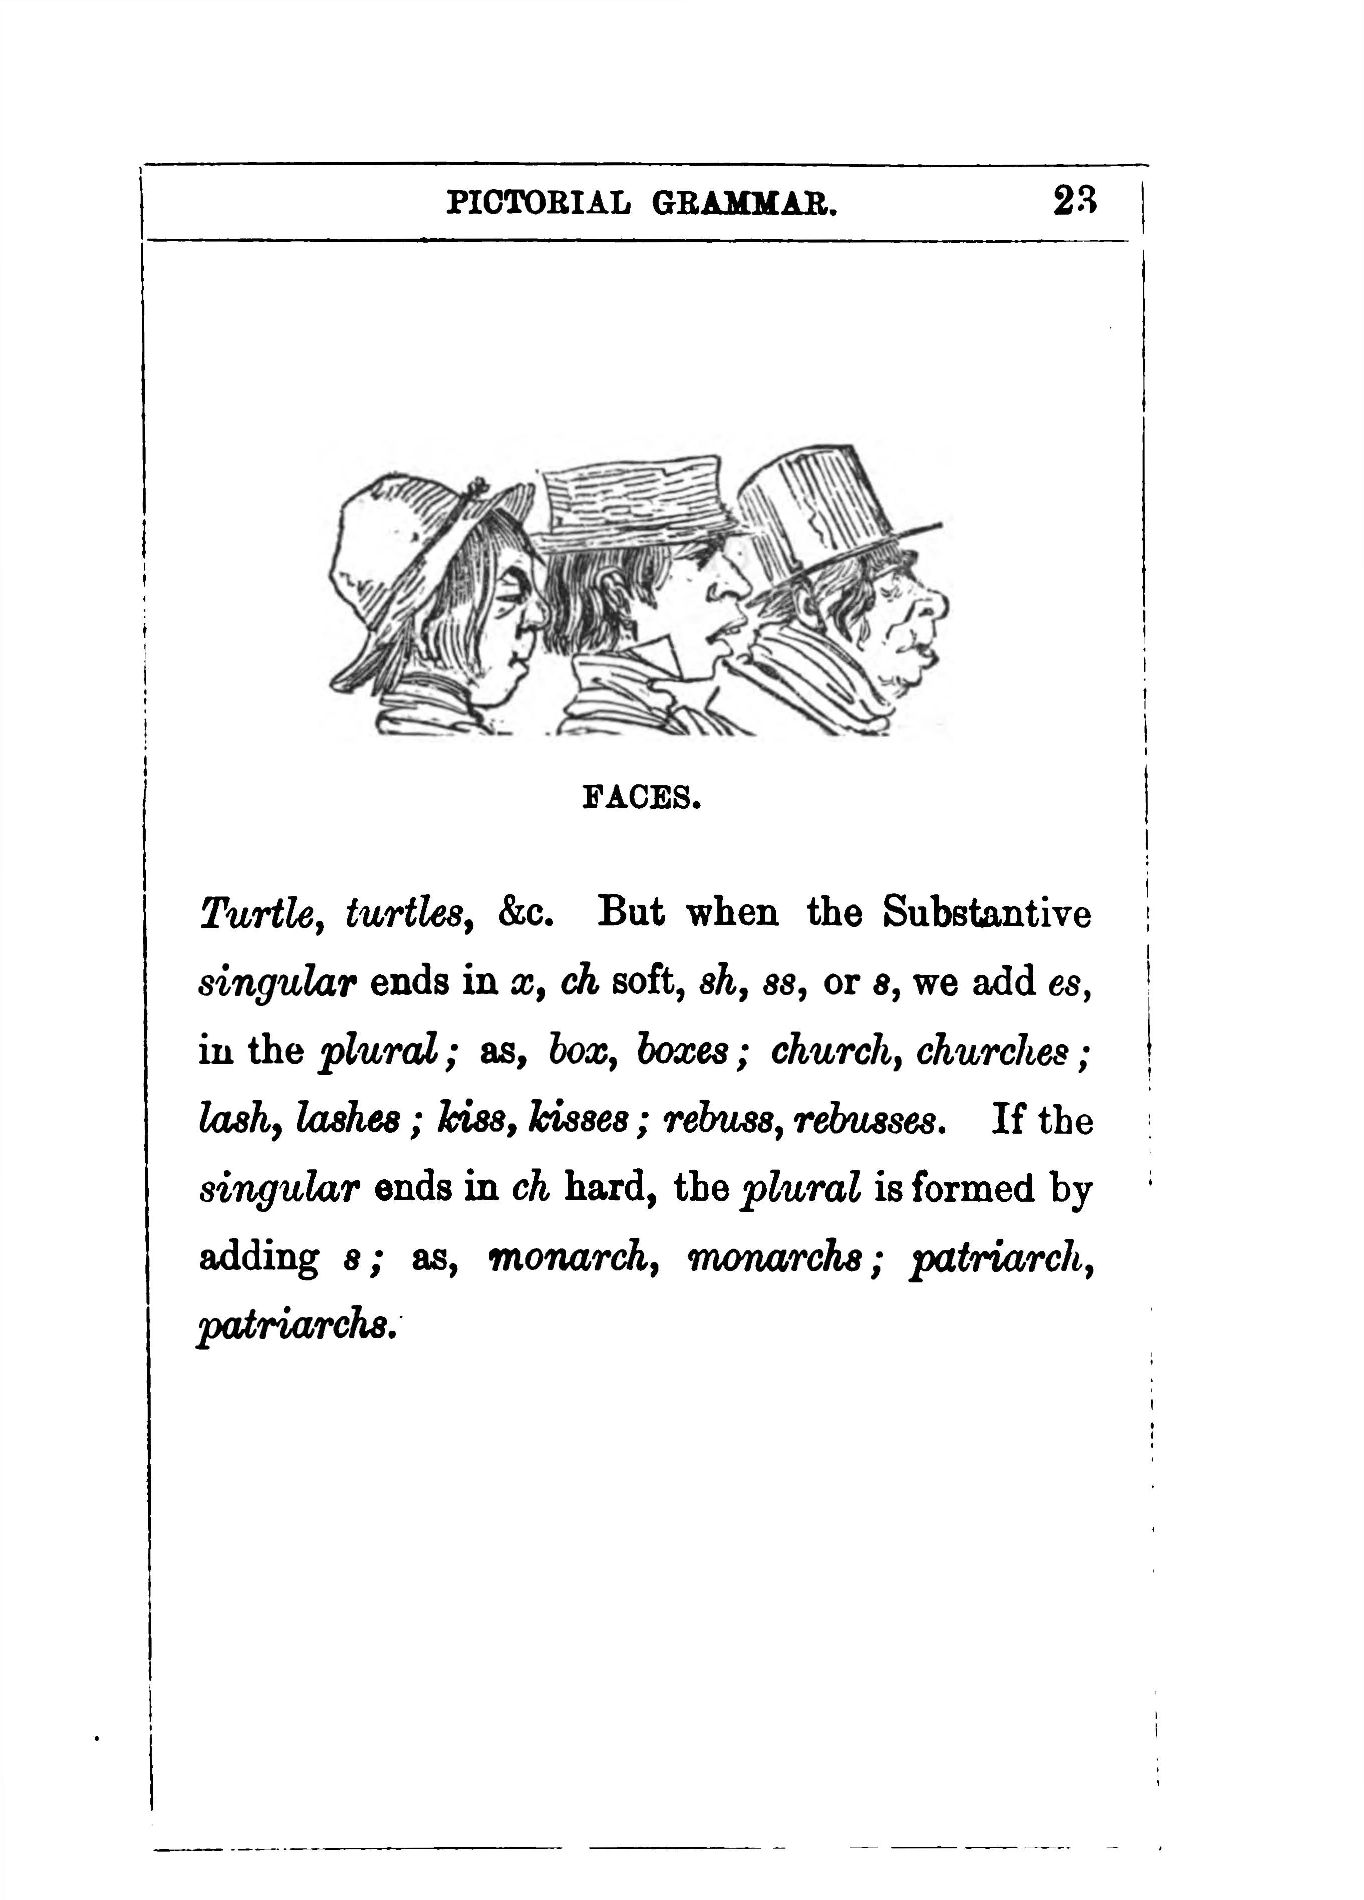 PICTORIAL GRAMMAR. 23
FACES.
Turtle, turtles, &c. But when the Substantive
singular ends in x, ch soft, sh, ss, or s, we add es,
in the plural; as, box, boxes; church, churches;
lash, lashes; kiss, kisses; rebuss, rebusses. If the
singular ends in ch hard, the plural is formed by
adding s; as, monarch, monarchs; patriarch,
patriarchs.